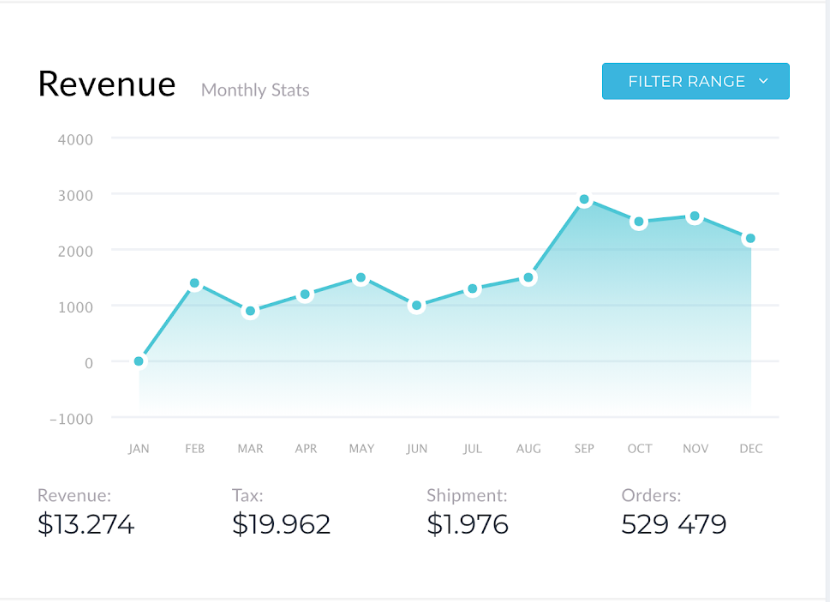 Revenue Monthly Stats
FILTER RANGE
4000
3000
2000
1000
0
−1000
JAN FEB MAR APR MAY JUN JUL AUG SEP OCT NOV DEC
Revenue: Tax: Shipment: Orders:
$13.274 $19.962 $1.976 529 479